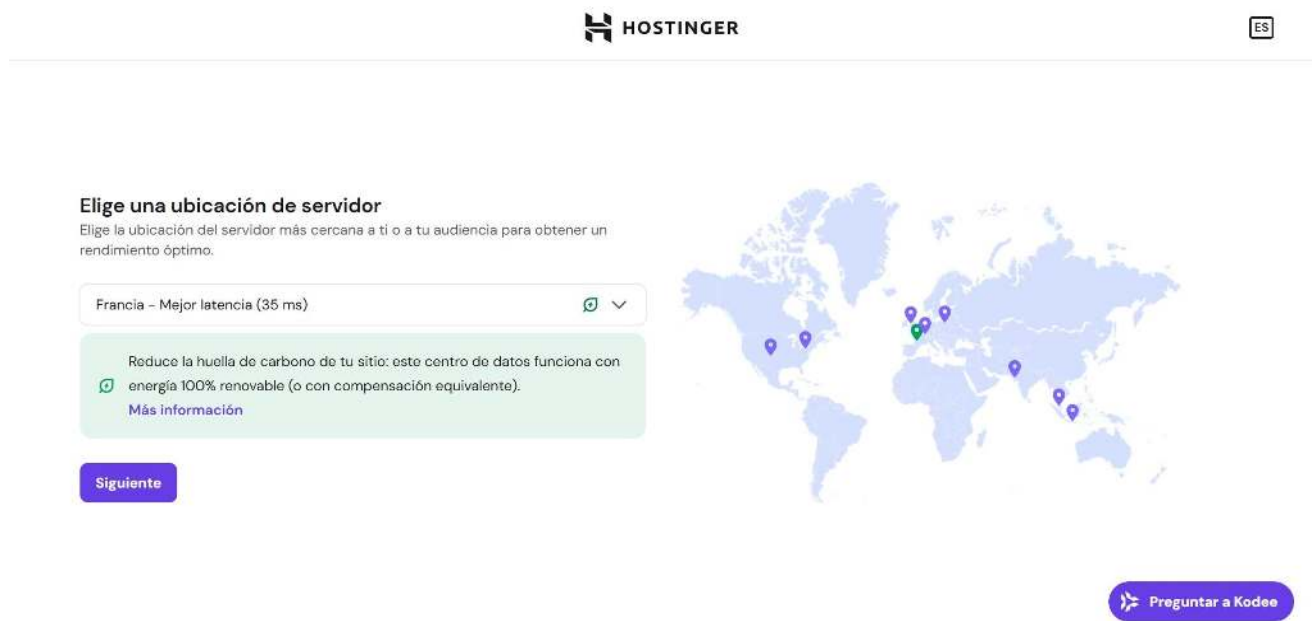 HOSTINGER
ES
Elige una ubicación de servidor
Elige la ubicación del servidor más cercana a ti o a tu audiencia para obtener un
rendimiento óptimo.
Francia - Mejor latencia (35 ms)
Reduce la huella de carbono de tu sitio: este centro de datos funciona con
energía 100% renovable (o con compensación equivalente).
Más información
Siguiente
Preguntar a Kodee